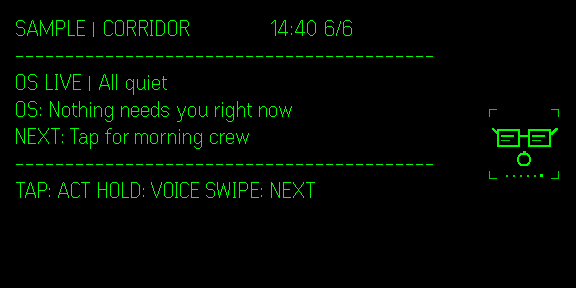 SAMPLE | CORRIDOR 14:40 6/6
OS LIVE | All quiet
OS: Nothing needs you right now
NEXT: Tap for morning crew
TAP: ACT HOLD: VOICE SWIPE: NEXT